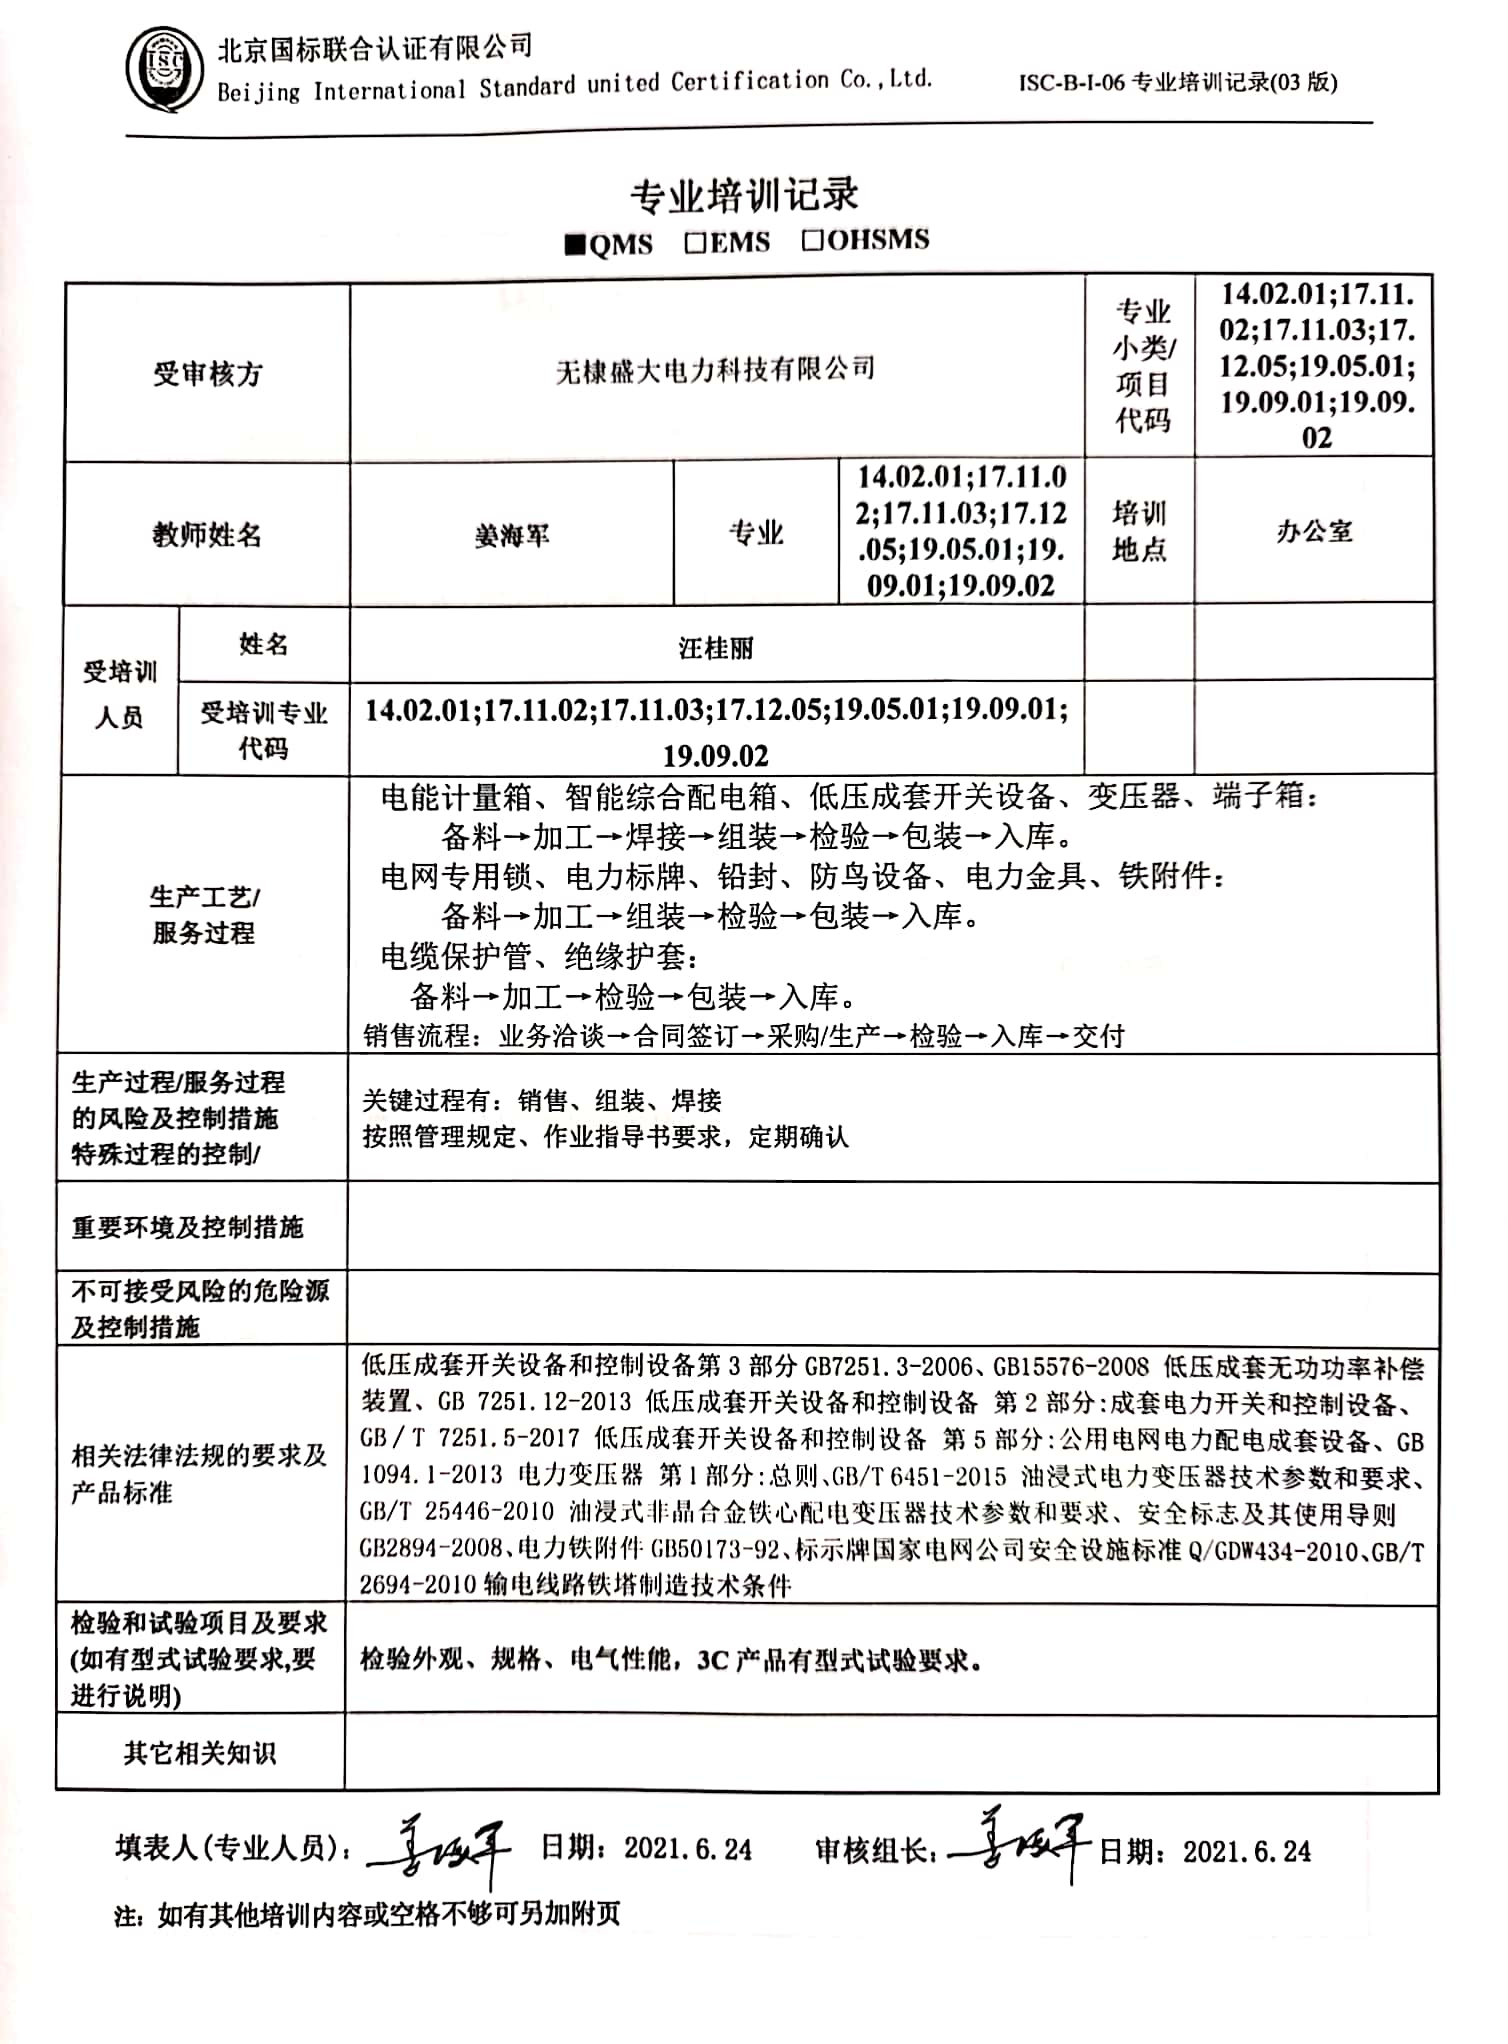 ISC
北京国标联合认证有限公司
Beijing International Standard united Certification Co.,Ltd.
ISC-B-I-06 专业培训记录(03 版)
专业培训记录
■QMS □EMS □OHSMS
受审核方
无棣盛大电力科技有限公司
专业
小类/
项目
代码
14.02.01;17.11.
02;17.11.03;17.
12.05;19.05.01;
19.09.01;19.09.
02
教师姓名
姜海军
专业
14.02.01;17.11.0
2;17.11.03;17.12
.05;19.05.01;19.
09.01;19.09.02
培训
地点
办公室
受培训
人员
姓名
汪桂丽
受培训专业
代码
14.02.01;17.11.02;17.11.03;17.12.05;19.05.01;19.09.01;
19.09.02
生产工艺/
服务过程
电能计量箱、智能综合配电箱、低压成套开关设备、变压器、端子箱：
备料→加工→焊接→组装→检验→包装→入库。
电网专用锁、电力标牌、铅封、防鸟设备、电力金具、铁附件：
备料→加工→组装→检验→包装→入库。
电缆保护管、绝缘护套：
备料→加工→检验→包装→入库。
销售流程：业务洽谈→合同签订→采购/生产→检验→入库→交付
生产过程/服务过程
的风险及控制措施
特殊过程的控制/
关键过程有：销售、组装、焊接
按照管理规定、作业指导书要求，定期确认
重要环境及控制措施
不可接受风险的危险源
及控制措施
相关法律法规的要求及
产品标准
低压成套开关设备和控制设备第 3 部分 GB7251.3-2006、GB15576-2008 低压成套无功功率补偿
装置、GB 7251.12-2013 低压成套开关设备和控制设备 第 2 部分:成套电力开关和控制设备、
GB/T 7251.5-2017 低压成套开关设备和控制设备 第 5 部分:公用电网电力配电成套设备、GB
1094.1-2013 电力变压器 第 1 部分:总则、GB/T 6451-2015 油浸式电力变压器技术参数和要求、
GB/T 25446-2010 油浸式非晶合金铁心配电变压器技术参数和要求、安全标志及其使用导则
GB2894-2008、电力铁附件 GB50173-92、标示牌国家电网公司安全设施标准 Q/GDW434-2010、GB/T
2694-2010 输电线路铁塔制造技术条件
检验和试验项目及要求
(如有型式试验要求,要
进行说明)
检验外观、规格、电气性能，3C 产品有型式试验要求。
其它相关知识
填表人(专业人员)：姜海军 日期：2021.6.24 审核组长：姜海军 日期：2021.6.24
注：如有其他培训内容或空格不够可另加附页